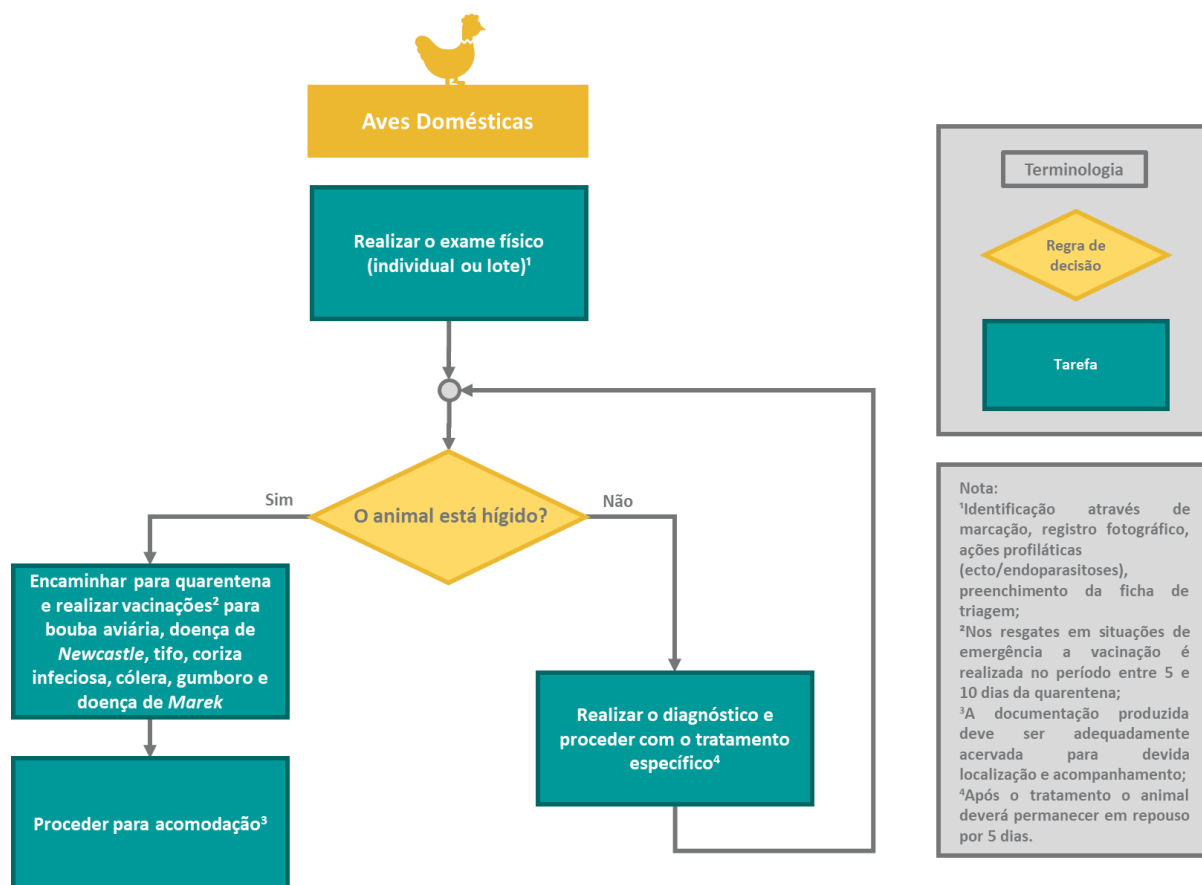 Aves Domésticas
Realizar o exame físico
(individual ou lote)¹
O animal está hígido?
Sim
Não
Encaminhar para quarentena
e realizar vacinações² para
bouba aviária, doença de
Newcastle, tifo, coriza
infeciosa, cólera, gumboro e
doença de Marek
Proceder para acomodação³
Realizar o diagnóstico e
proceder com o tratamento
específico⁴
Terminologia
Regra de
decisão
Tarefa
Nota:
¹Identificação através de
marcação, registro fotográfico,
ações profiláticas
(ecto/endoparasitoses),
preenchimento da ficha de
triagem;
²Nos resgates em situações de
emergência a vacinação é
realizada no período entre 5 e
10 dias da quarentena;
³A documentação produzida
deve ser adequadamente
acervada para devida
localização e acompanhamento;
⁴Após o tratamento o animal
deverá permanecer em repouso
por 5 dias.